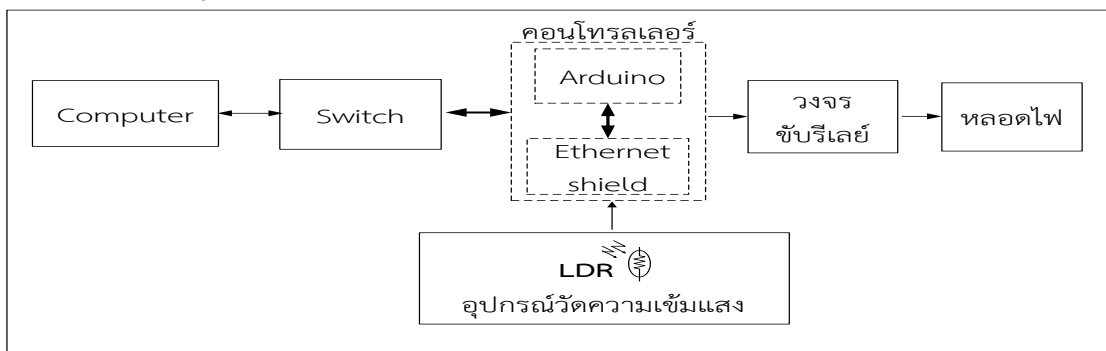 คอนโทรลเลอร์
Computer
Switch
Arduino
Ethernet
shield
วงจร
ขับรีเลย์
หลอดไฟ
LDR
อุปกรณ์วัดความเข้มแสง